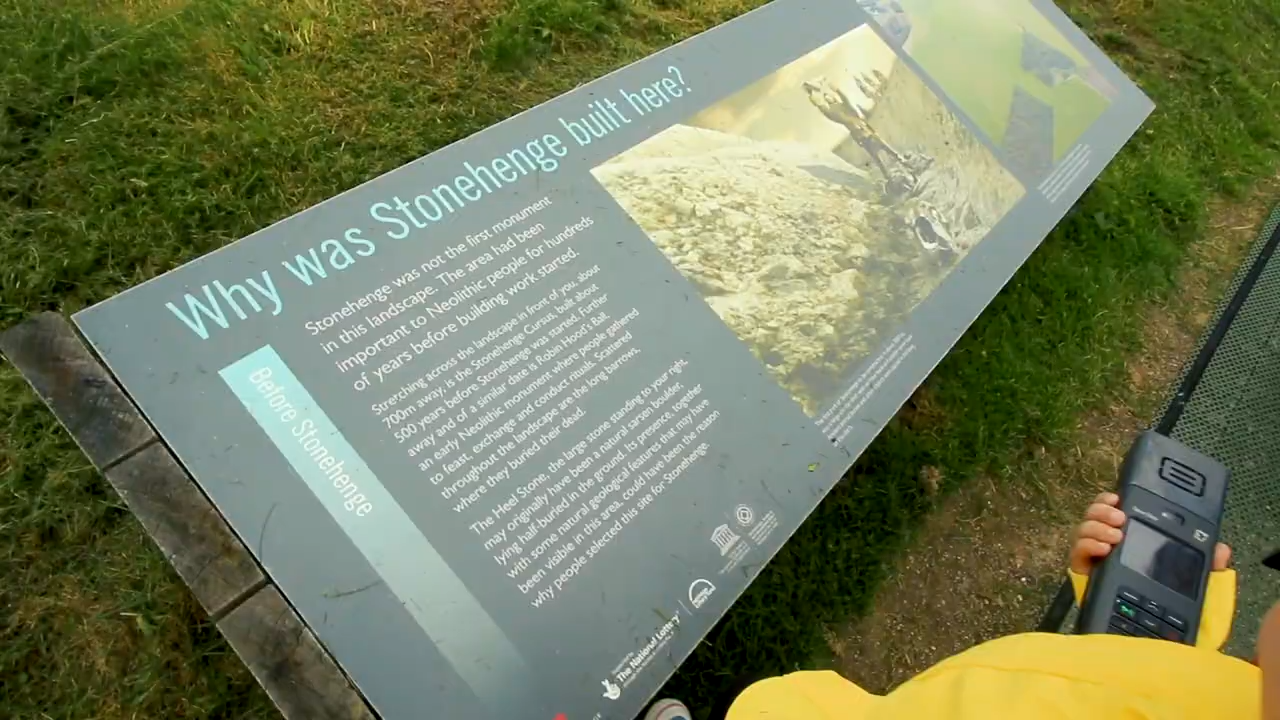 Why was Stonehenge built here?
Before Stonehenge
Stonehenge was not the first monument
in this landscape. The area had been
important to Neolithic people for hundreds
of years before building work started.
Stretching across the landscape in front of you, about
700m away, is the Stonehenge Cursus, built about
500 years before Stonehenge was started. Further
away and of a similar date is Robin Hood's Ball,
an early Neolithic monument where people gathered
to feast, exchange and conduct rituals. Scattered
throughout the landscape are the long barrows,
where they buried their dead.
The Heel Stone, the large stone standing to your right,
may originally have been a natural sarsen boulder,
lying half buried in the ground. Its presence, together
with some natural geological features that may have
been visible in this area, could have been the reason
why people selected this site for Stonehenge.
The National Lottery